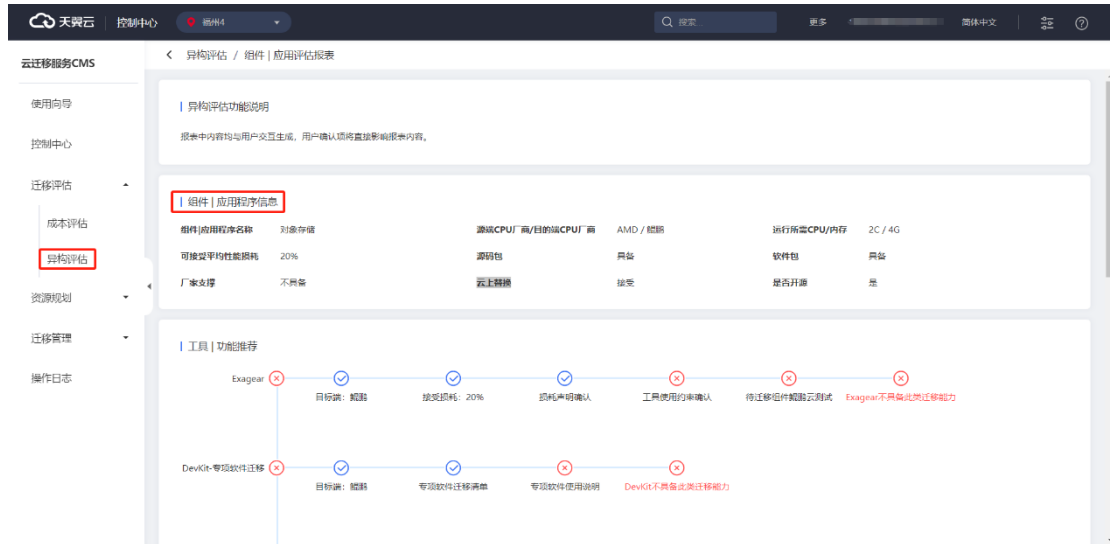 天翼云 控制中心 福州4 搜索... 更多 简体中文
云迁移服务CMS
使用向导
控制中心
迁移评估
成本评估
异构评估
资源规划
迁移管理
操作日志
异构评估 / 组件 | 应用评估报表
异构评估功能说明
报表中内容均与用户交互生成，用户确认项将直接影响报表内容。
组件 | 应用程序信息
组件|应用程序名称 对象存储 源端CPU厂商/目的端CPU厂商 AMD / 鲲鹏 运行所需CPU/内存 2C / 4G
可接受平均性能损耗 20% 源码包 具备 软件包 具备
厂家支撑 不具备 云上替换 接受 是否开源 是
工具 | 功能推荐
Exagear
目标端：鲲鹏 接受损耗：20% 损耗声明确认 工具使用约束确认 待迁移组件鲲鹏云测试 Exagear不具备此类迁移能力
DevKit-专项软件迁移
目标端：鲲鹏 专项软件迁移清单 专项软件使用说明 DevKit不具备此类迁移能力